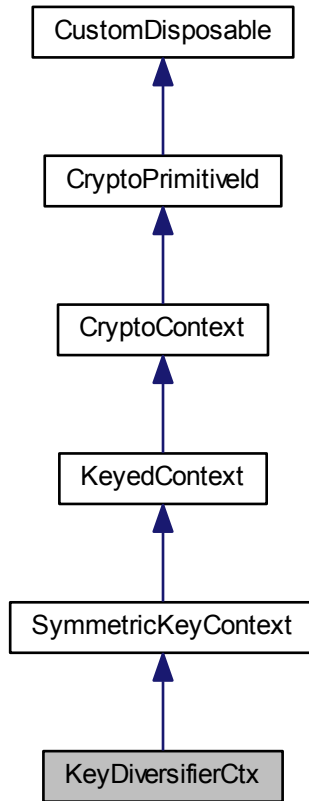 CustomDisposable
CryptoPrimitiveId
CryptoContext
KeyedContext
SymmetricKeyContext
KeyDiversifierCtx